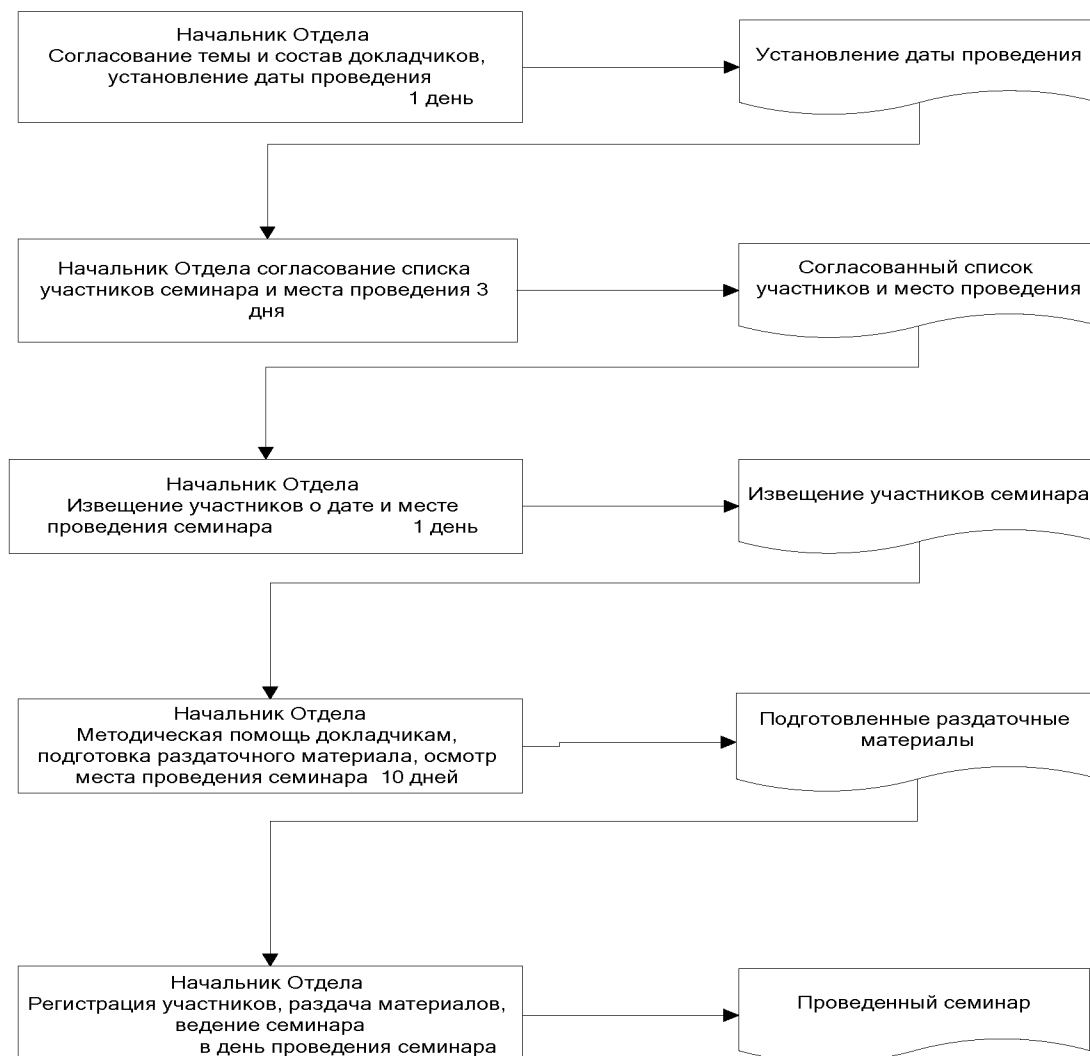 Начальник Отдела
Согласование темы и состав докладчиков,
установление даты проведения
1 день
Установление даты проведения
Начальник Отдела согласование списка
участников семинара и места проведения 3
дня
Согласованный список
участников и место проведения
Начальник Отдела
Извещение участников о дате и месте
проведения семинара 1 день
Извещение участников семинара
Начальник Отдела
Методическая помощь докладчикам,
подготовка раздаточного материала, осмотр
места проведения семинара 10 дней
Подготовленные раздаточные
материалы
Начальник Отдела
Регистрация участников, раздача материалов,
ведение семинара
в день проведения семинара
Проведенный семинар